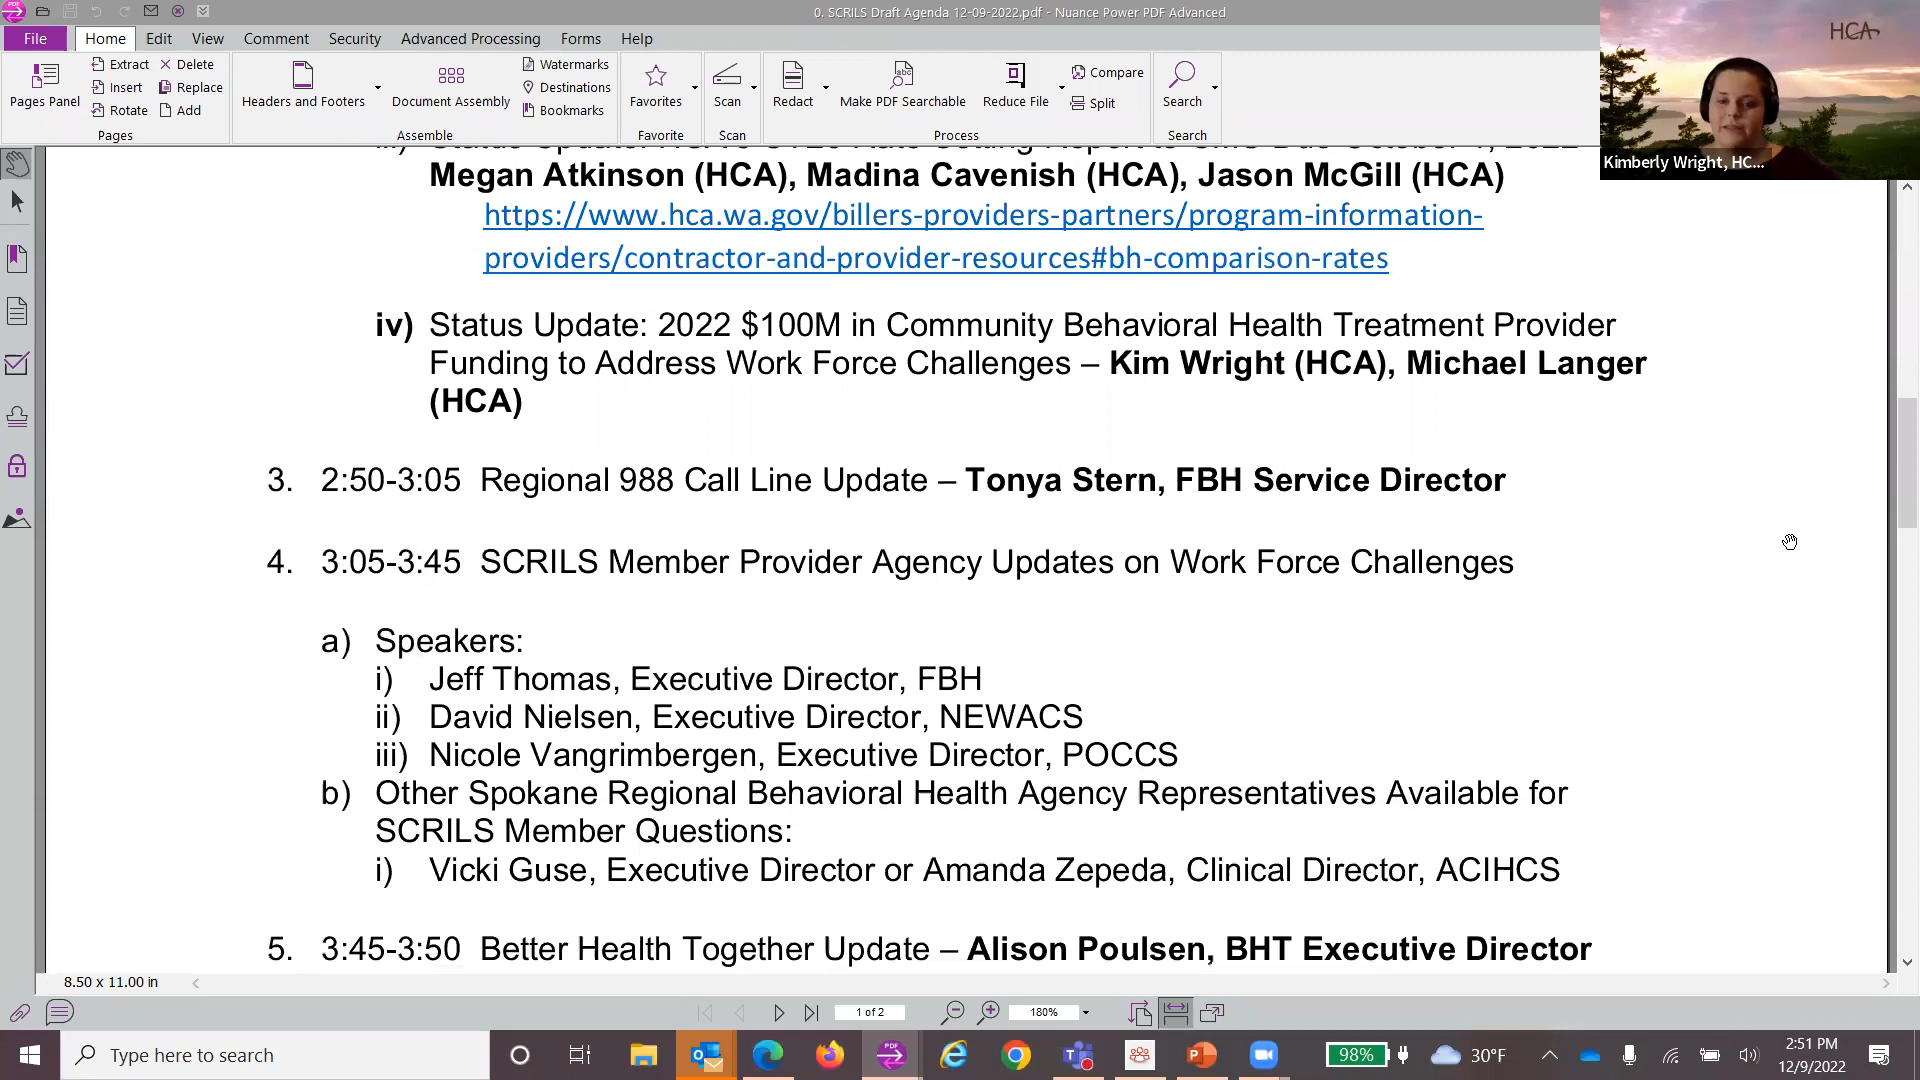 0. SCRILS Draft Agenda 12-09-2022.pdf - Nuance Power PDF Advanced
HCA
File Home Edit View Comment Security Advanced Processing Forms Help
Pages Panel
Extract Delete
Insert Replace
Rotate Add
Pages
Headers and Footers
Document Assembly
Watermarks
Destinations
Bookmarks
Assemble
Favorites
Favorite
Scan
Scan
Redact
Make PDF Searchable
Reduce File
Compare
Split
Process
Search
Search
Kimberly Wright, HC...
Megan Atkinson (HCA), Madina Cavenish (HCA), Jason McGill (HCA)
https://www.hca.wa.gov/billers-providers-partners/program-information-
providers/contractor-and-provider-resources#bh-comparison-rates
iv) Status Update: 2022 $100M in Community Behavioral Health Treatment Provider
Funding to Address Work Force Challenges – Kim Wright (HCA), Michael Langer
(HCA)
3. 2:50-3:05 Regional 988 Call Line Update – Tonya Stern, FBH Service Director
4. 3:05-3:45 SCRILS Member Provider Agency Updates on Work Force Challenges
a) Speakers:
i) Jeff Thomas, Executive Director, FBH
ii) David Nielsen, Executive Director, NEWACS
iii) Nicole Vangrimbergen, Executive Director, POCCS
b) Other Spokane Regional Behavioral Health Agency Representatives Available for
SCRILS Member Questions:
i) Vicki Guse, Executive Director or Amanda Zepeda, Clinical Director, ACIHCS
5. 3:45-3:50 Better Health Together Update – Alison Poulsen, BHT Executive Director
8.50 x 11.00 in
1 of 2
180%
Type here to search
98%
30°F
2:51 PM
12/9/2022